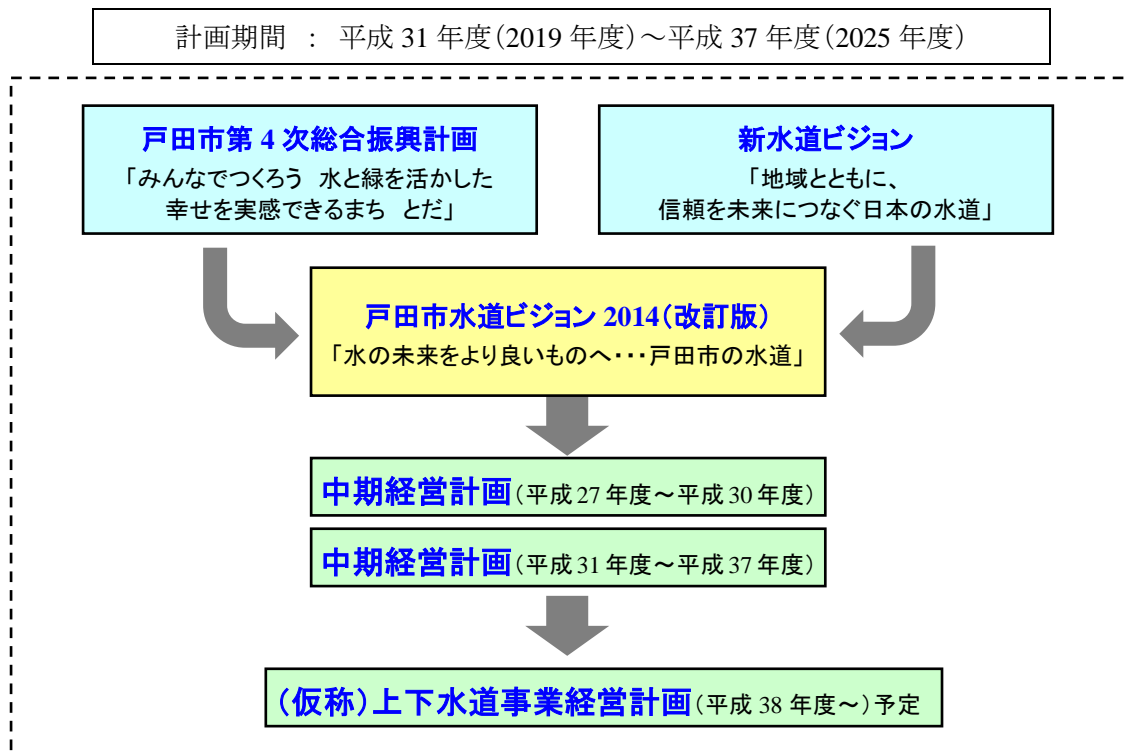 計画期間 ： 平成 31 年度（2019 年度）～平成 37 年度（2025 年度）
戸田市第 4 次総合振興計画
「みんなでつくろう 水と緑を活かした
幸せを実感できるまち とだ」
新水道ビジョン
「地域とともに、
信頼を未来につなぐ日本の水道」
戸田市水道ビジョン 2014（改訂版）
「水の未来をより良いものへ・・・戸田市の水道」
中期経営計画（平成 27 年度～平成 30 年度）
中期経営計画（平成 31 年度～平成 37 年度）
（仮称）上下水道事業経営計画（平成 38 年度～）予定